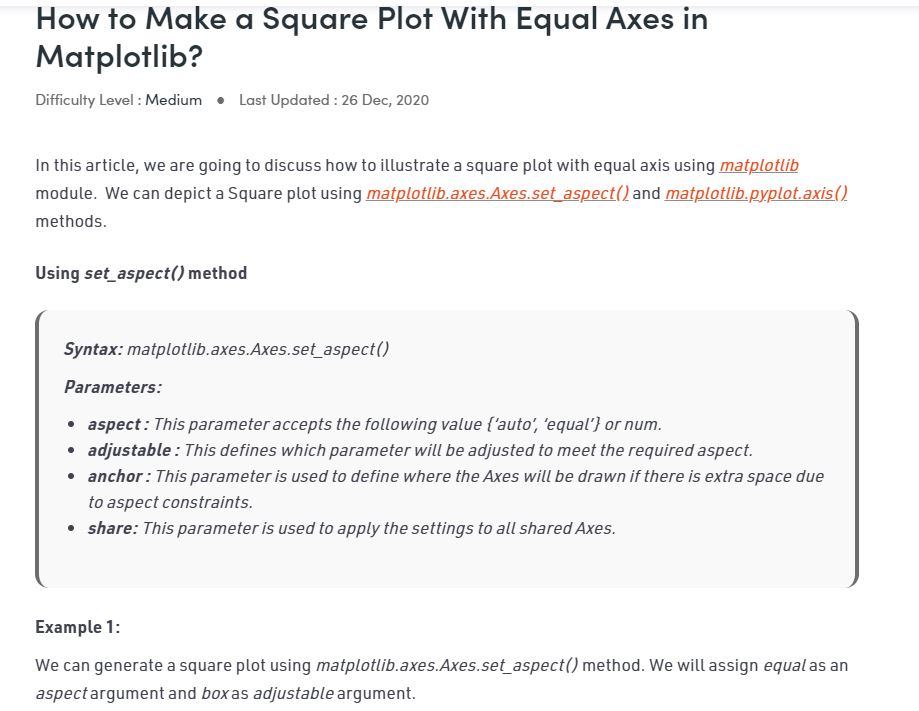 How to Make a Square Plot With Equal Axes in
Matplotlib?
Difficulty Level : Medium ● Last Updated : 26 Dec, 2020
In this article, we are going to discuss how to illustrate a square plot with equal axis using matplotlib
module.  We can depict a Square plot using matplotlib.axes.Axes.set_aspect() and matplotlib.pyplot.axis()
methods.
Using set_aspect() method
Syntax: matplotlib.axes.Axes.set_aspect()
Parameters:
• aspect : This parameter accepts the following value {‘auto’, ‘equal’} or num.
• adjustable : This defines which parameter will be adjusted to meet the required aspect.
• anchor : This parameter is used to define where the Axes will be drawn if there is extra space due
to aspect constraints.
• share: This parameter is used to apply the settings to all shared Axes.
Example 1:
We can generate a square plot using matplotlib.axes.Axes.set_aspect() method. We will assign equal as an
aspect argument and box as adjustable argument.